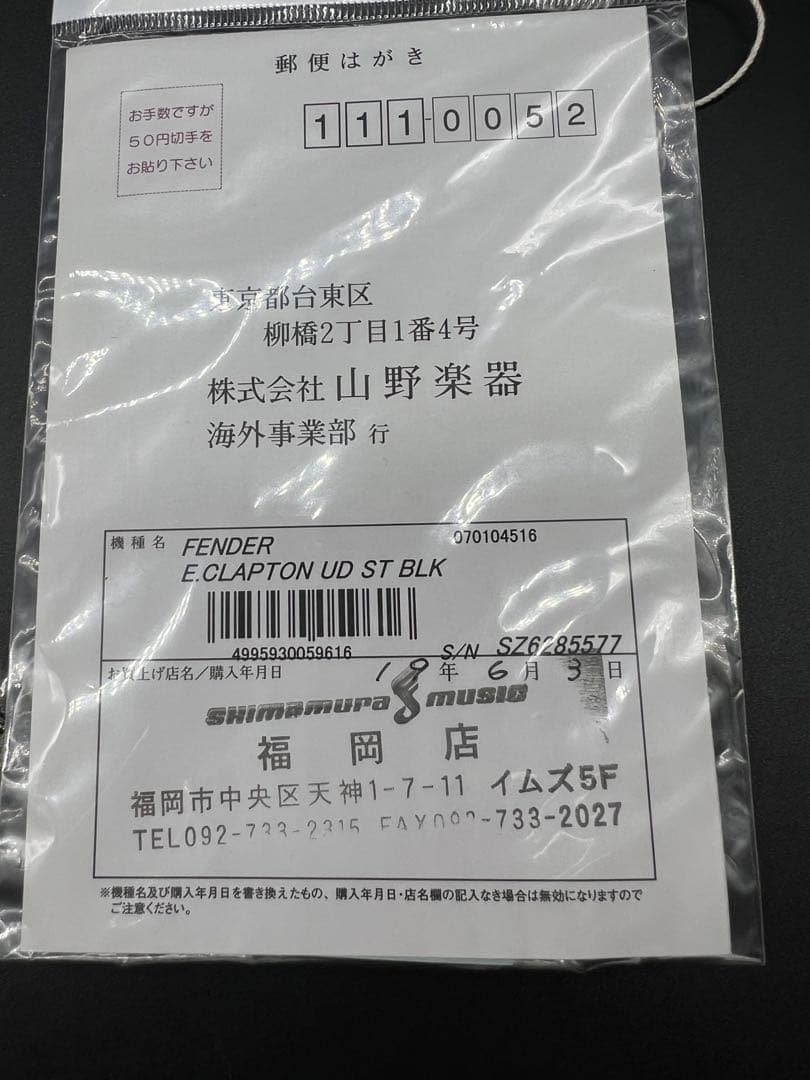 郵便はがき
お手数ですが
50円切手を
お貼り下さい
111-0052
東京都台東区
柳橋2丁目1番4号
株式会社 山野楽器
海外事業部 行
機種名 FENDER 070104516
E.CLAPTON UD ST BLK
4995930059616 S/N SZ6285577
お買上げ店名／購入年月日 19年6月3日
shimamura music
福岡店
福岡市中央区天神1-7-11 イムズ5F
TEL092-733-2315 FAX092-733-2027
※機種名及び購入年月日を書き換えたもの、購入年月日・店名欄の記入なき場合は無効になりますので
ご注意ください。